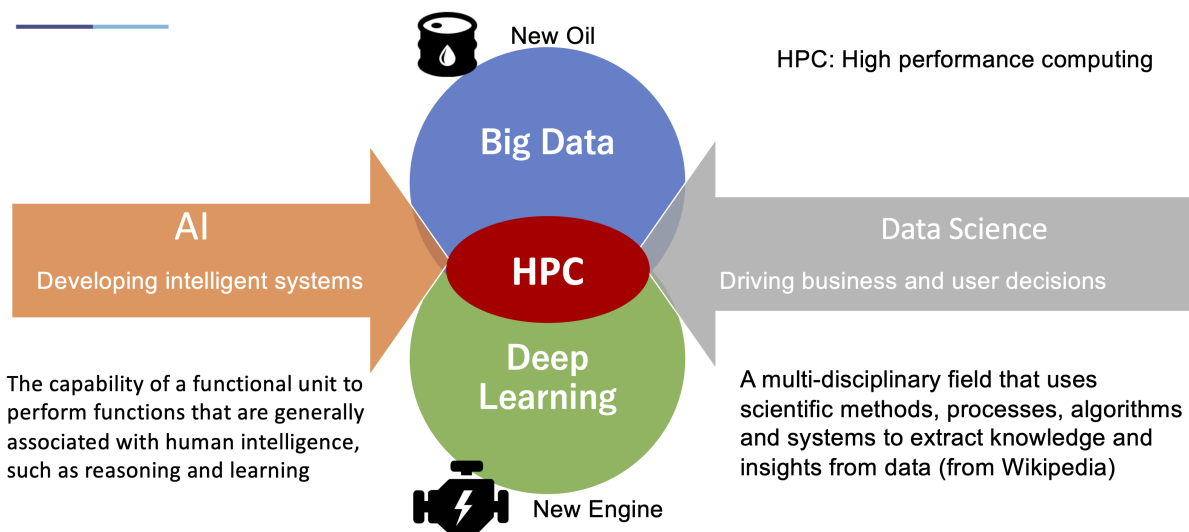 New Oil
HPC: High performance computing
Big Data
AI
Developing intelligent systems
Data Science
Driving business and user decisions
HPC
Deep
Learning
The capability of a functional unit to
perform functions that are generally
associated with human intelligence,
such as reasoning and learning
A multi-disciplinary field that uses
scientific methods, processes, algorithms
and systems to extract knowledge and
insights from data (from Wikipedia)
New Engine